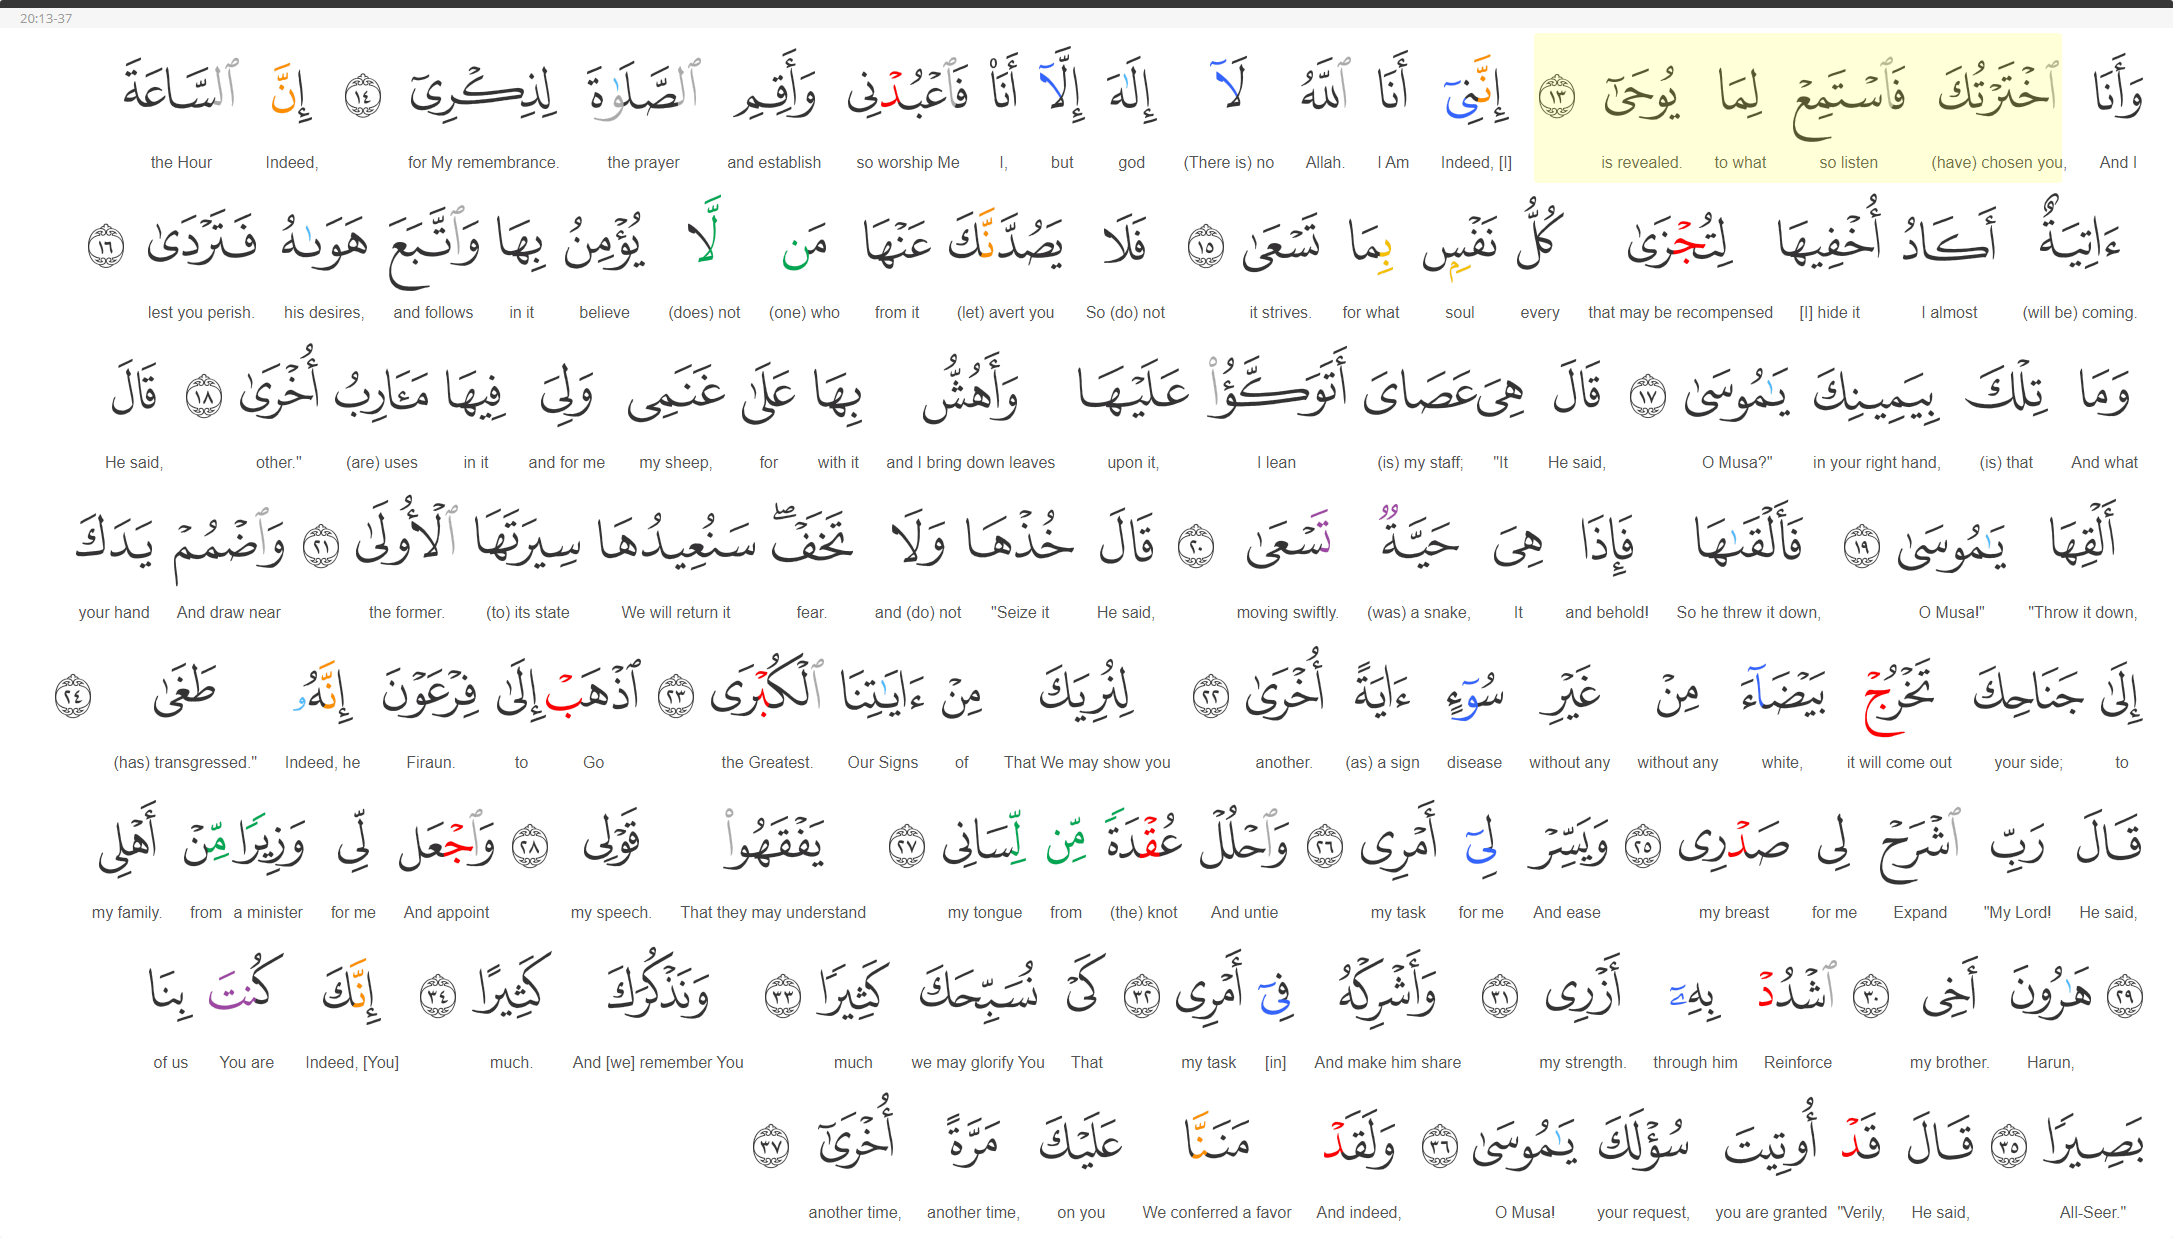 20:13-37
وَأَنَا ٱخْتَرْتُكَ فَٱسْتَمِعْ لِمَا يُوحَىٰٓ ١٣ إِنَّنِىٓ أَنَا ٱللَّهُ لَآ إِلَٰهَ إِلَّآ أَنَا۠ فَٱعْبُدْنِى وَأَقِمِ ٱلصَّلَوٰةَ لِذِكْرِىٓ ١٤ إِنَّ ٱلسَّاعَةَ
And I (have) chosen you, so listen to what is revealed. Indeed, [I] I Am Allah. (There is) no god but I, so worship Me and establish the prayer for My remembrance. Indeed, the Hour
ءَاتِيَةٌ أَكَادُ أُخْفِيهَا لِتُجْزَىٰ كُلُّ نَفْسٍۭ بِمَا تَسْعَىٰ ١٥ فَلَا يَصُدَّنَّكَ عَنْهَا مَن لَّا يُؤْمِنُ بِهَا وَٱتَّبَعَ هَوَىٰهُ فَتَرْدَىٰ ١٦
(will be) coming. I almost [I] hide it that may be recompensed every soul for what it strives. So (do) not (let) avert you from it (one) who (does) not believe in it and follows his desires, lest you perish.
وَمَا تِلْكَ بِيَمِينِكَ يَٰمُوسَىٰ ١٧ قَالَ هِىَ عَصَاىَ أَتَوَكَّؤُا۟ عَلَيْهَا وَأَهُشُّ بِهَا عَلَىٰ غَنَمِى وَلِىَ فِيهَا مَـَٔارِبُ أُخْرَىٰ ١٨ قَالَ
And what (is) that in your right hand, O Musa?" He said, "It (is) my staff; I lean upon it, and I bring down leaves with it for my sheep, and for me in it (are) uses other." He said,
أَلْقِهَا يَٰمُوسَىٰ ١٩ فَأَلْقَىٰهَا فَإِذَا هِىَ حَيَّةٌ تَسْعَىٰ ٢٠ قَالَ خُذْهَا وَلَا تَخَفْ ۖ سَنُعِيدُهَا سِيرَتَهَا ٱلْأُولَىٰ ٢١ وَٱضْمُمْ يَدَكَ
"Throw it down, O Musa!" So he threw it down, and behold! It (was) a snake, moving swiftly. He said, "Seize it and (do) not fear. We will return it (to) its state the former. And draw near your hand
إِلَىٰ جَنَاحِكَ تَخْرُجْ بَيْضَآءَ مِنْ غَيْرِ سُوٓءٍ ءَايَةً أُخْرَىٰ ٢٢ لِنُرِيَكَ مِنْ ءَايَٰتِنَا ٱلْكُبْرَى ٢٣ ٱذْهَبْ إِلَىٰ فِرْعَوْنَ إِنَّهُۥ طَغَىٰ ٢٤
to your side; it will come out white, without any without any disease (as) a sign another. That We may show you of Our Signs the Greatest. Go to Firaun. Indeed, he (has) transgressed."
قَالَ رَبِّ ٱشْرَحْ لِى صَدْرِى ٢٥ وَيَسِّرْ لِىٓ أَمْرِى ٢٦ وَٱحْلُلْ عُقْدَةً مِّن لِّسَانِى ٢٧ يَفْقَهُوا۟ قَوْلِى ٢٨ وَٱجْعَل لِّى وَزِيرًا مِّنْ أَهْلِى
He said, "My Lord! Expand for me my breast And ease for me my task And untie (the) knot from my tongue That they may understand my speech. And appoint for me a minister from my family.
٢٩ هَٰرُونَ أَخِى ٣٠ ٱشْدُدْ بِهِۦٓ أَزْرِى ٣١ وَأَشْرِكْهُ فِىٓ أَمْرِى ٣٢ كَىْ نُسَبِّحَكَ كَثِيرًا ٣٣ وَنَذْكُرَكَ كَثِيرًا ٣٤ إِنَّكَ كُنتَ بِنَا
Harun, my brother. Reinforce through him my strength. And make him share [in] my task That we may glorify You much And [we] remember You much. Indeed, [You] You are of us
بَصِيرًا ٣٥ قَالَ قَدْ أُوتِيتَ سُؤْلَكَ يَٰمُوسَىٰ ٣٦ وَلَقَدْ مَنَنَّا عَلَيْكَ مَرَّةً أُخْرَىٰٓ ٣٧
All-Seer." He said, "Verily, you are granted your request, O Musa! And indeed, We conferred a favor on you another time, another time,